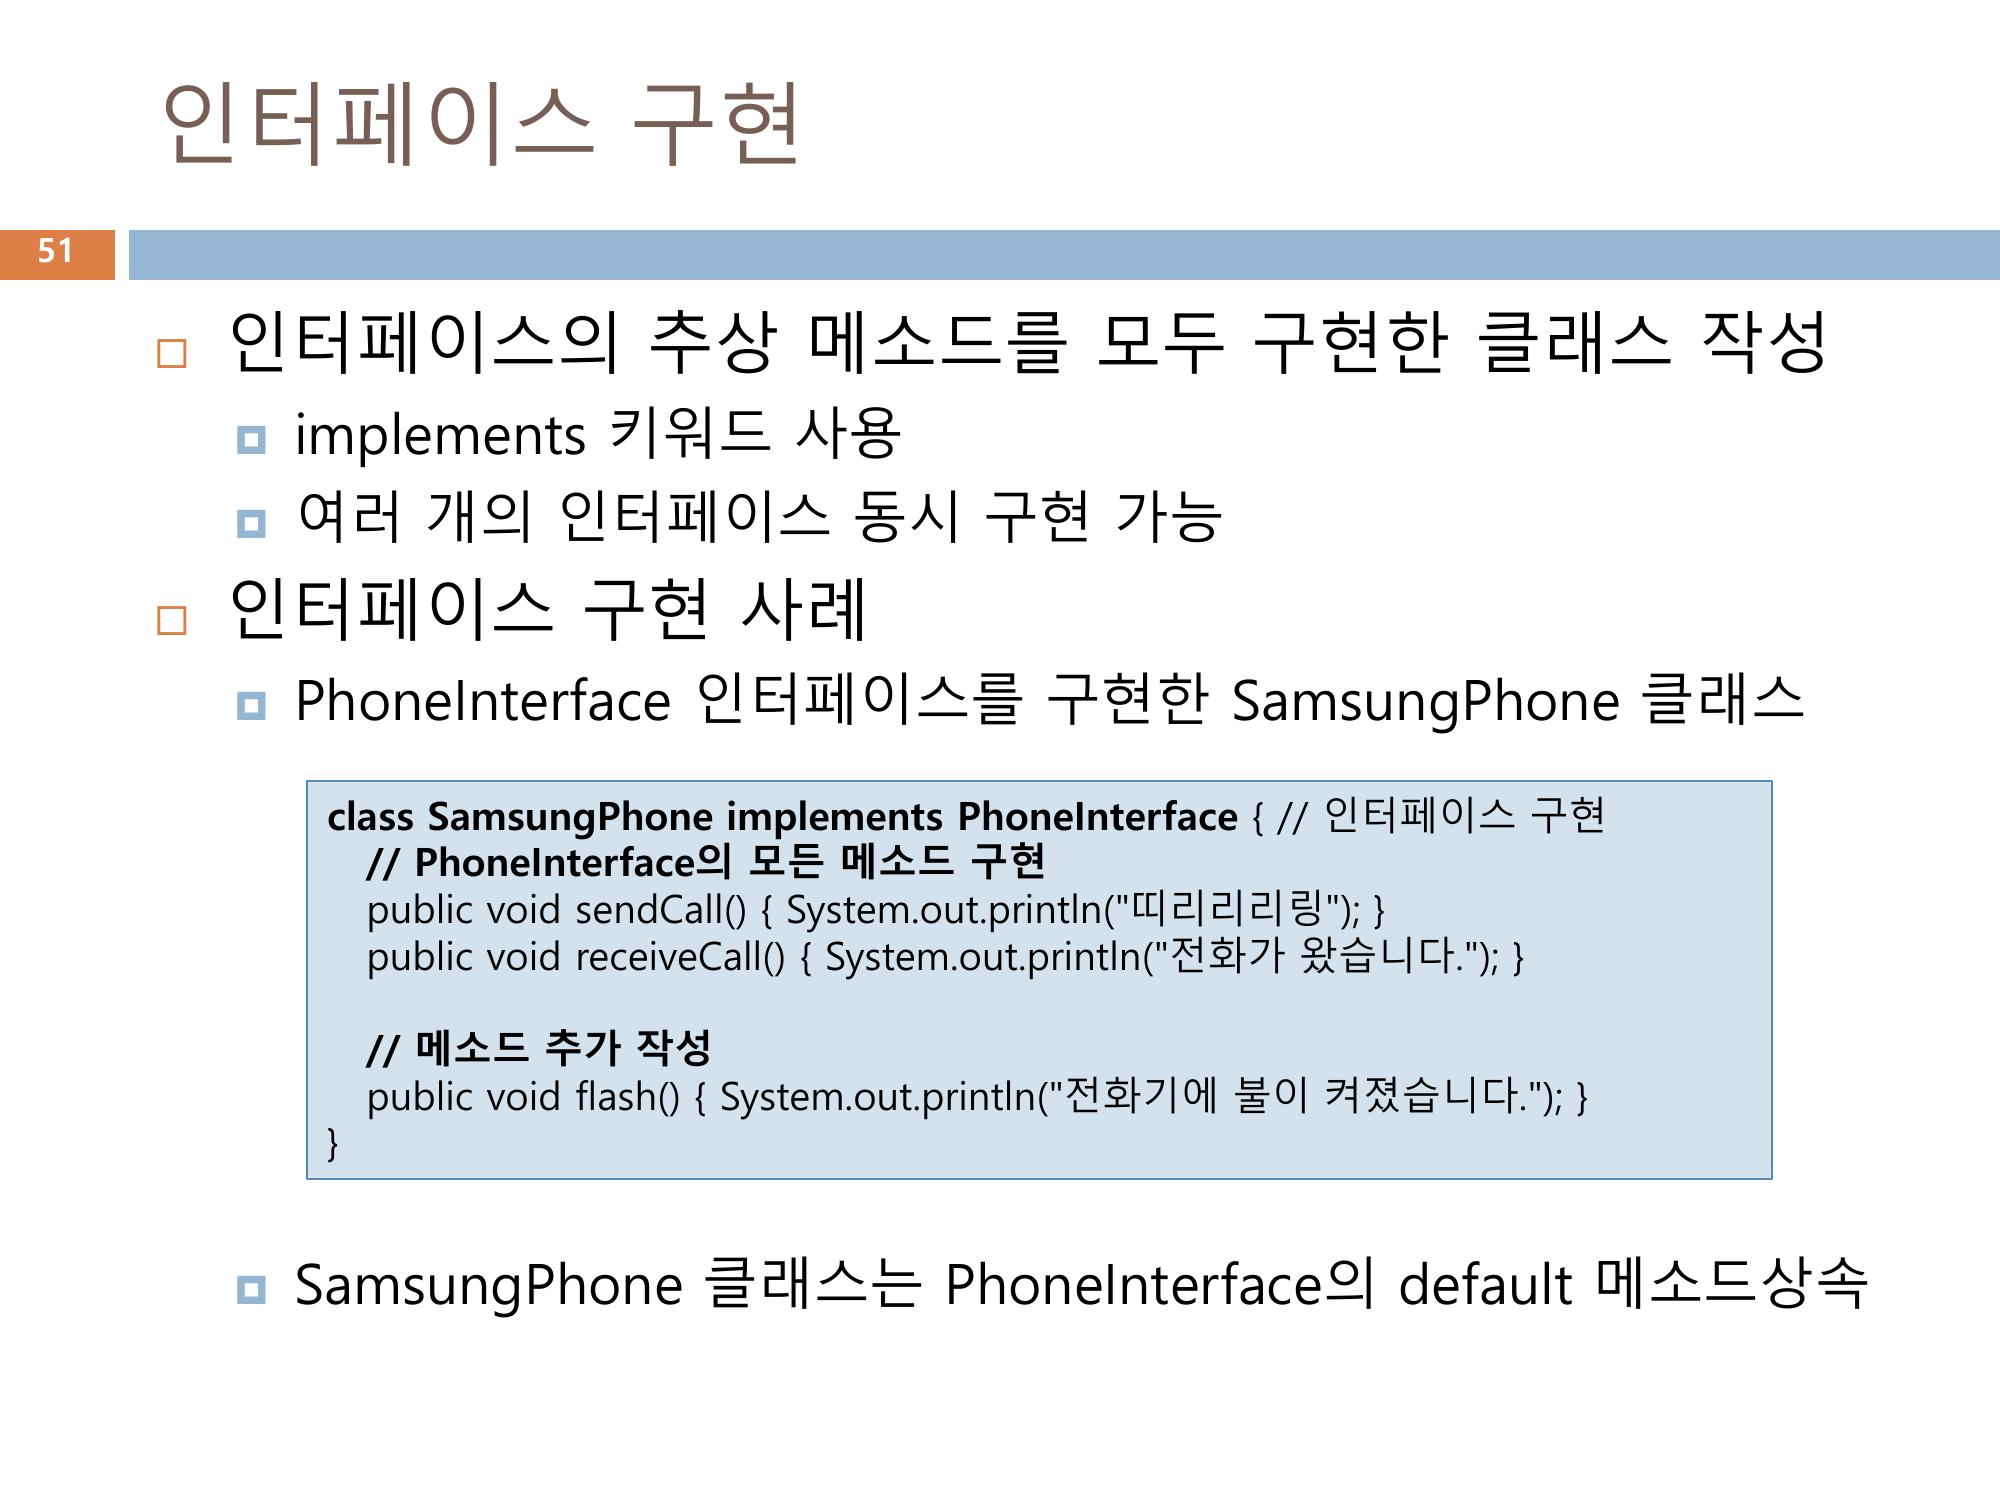 인터페이스 구현
51
인터페이스의 추상 메소드를 모두 구현한 클래스 작성
implements 키워드 사용
여러 개의 인터페이스 동시 구현 가능
인터페이스 구현 사례
PhoneInterface 인터페이스를 구현한 SamsungPhone 클래스
class SamsungPhone implements PhoneInterface { // 인터페이스 구현
// PhoneInterface의 모든 메소드 구현
public void sendCall() { System.out.println("띠리리리링"); }
public void receiveCall() { System.out.println("전화가 왔습니다."); }
// 메소드 추가 작성
public void flash() { System.out.println("전화기에 불이 켜졌습니다."); }
}
SamsungPhone 클래스는 PhoneInterface의 default 메소드상속